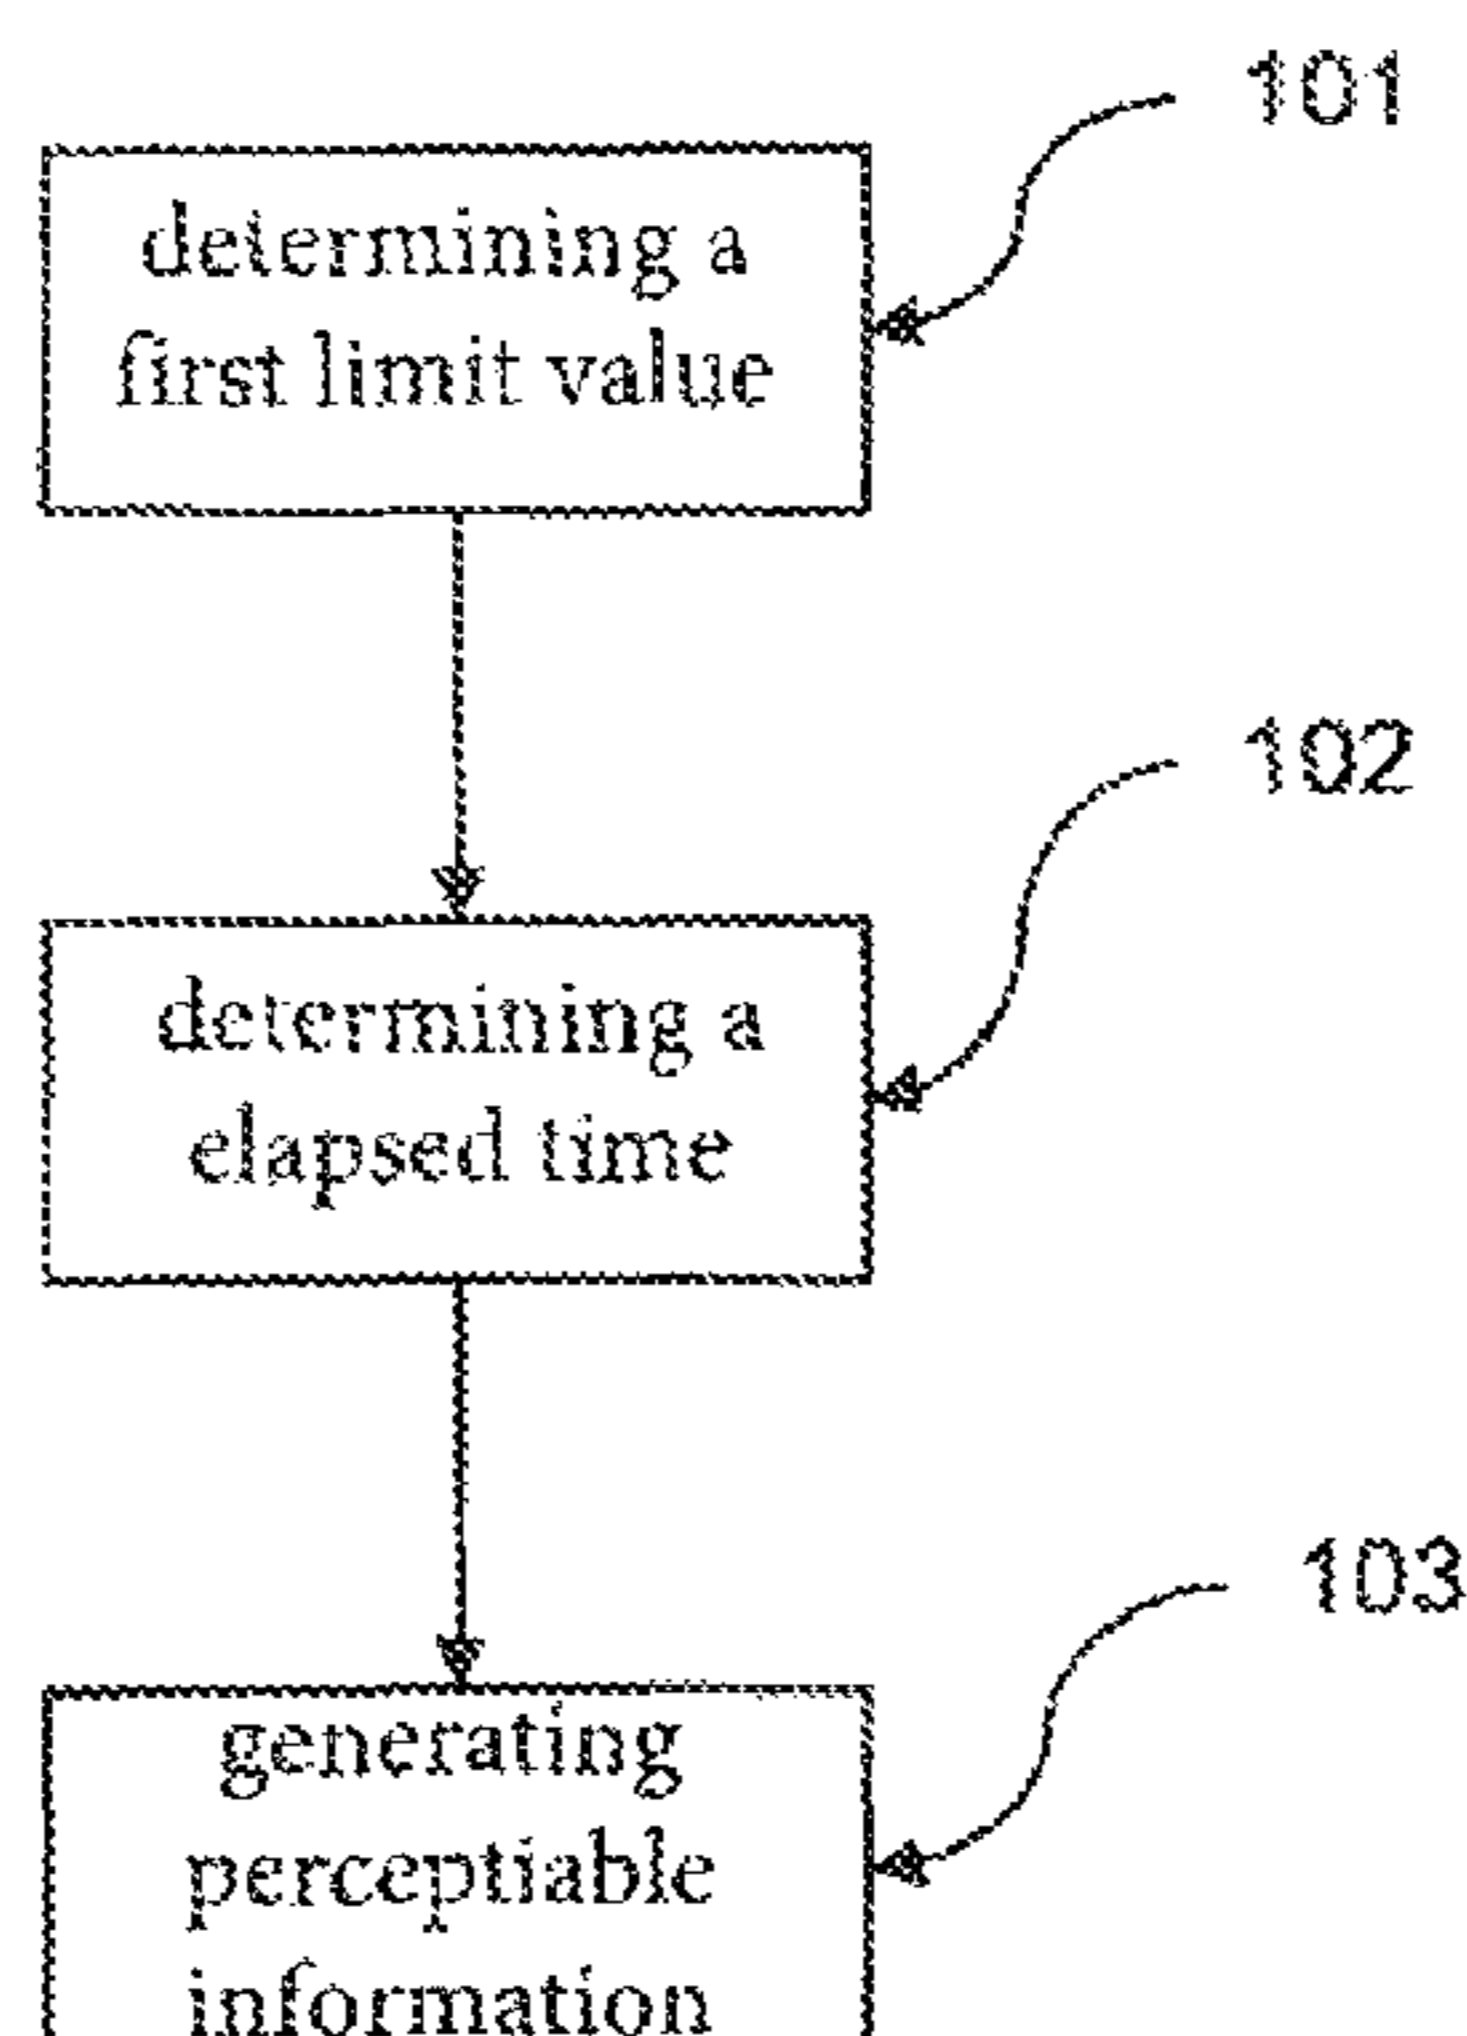 101
determining a
first limit value
102
determining a
elapsed time
103
generating
perceptiable
information